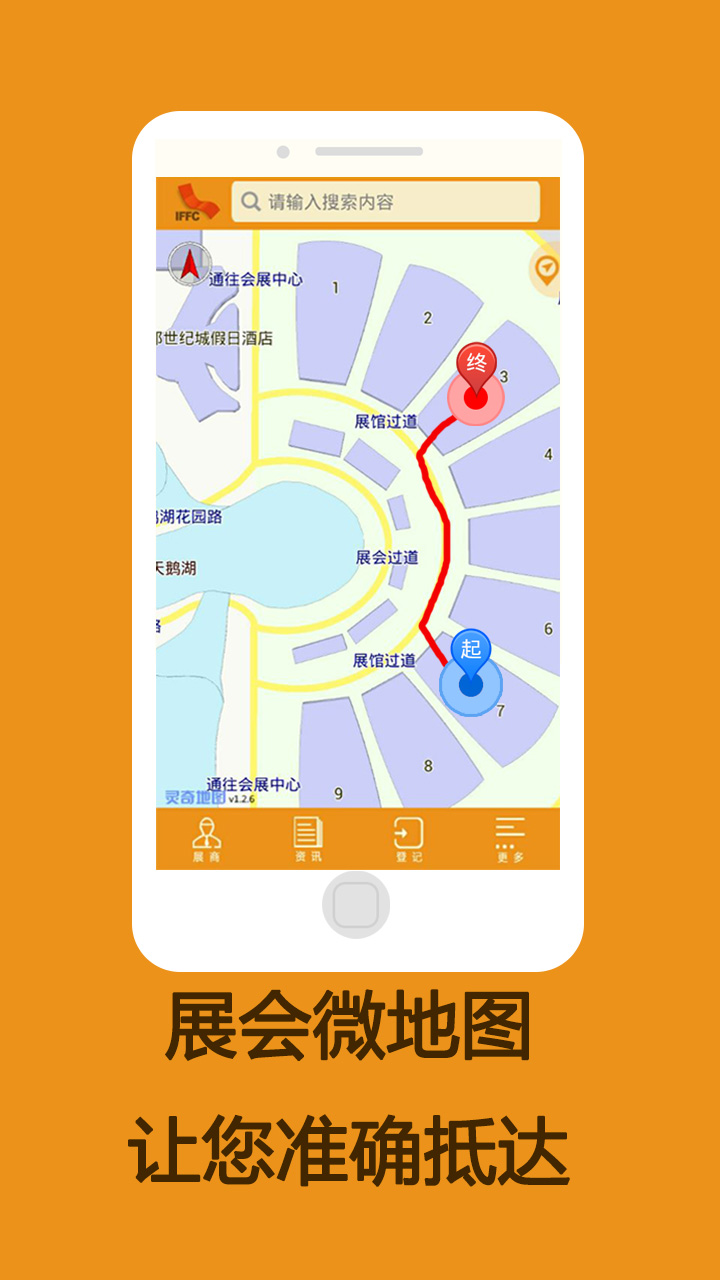 IFFC
请输入搜索内容
通往会展中心
1
2
世纪城假日酒店
终
3
展馆过道
4
湖花园路
展会过道
天鹅湖
路
6
起
展馆过道
7
8
通往会展中心
9
灵奇地图 v1.2.6
展商
资讯
登记
更多
展会微地图
让您准确抵达